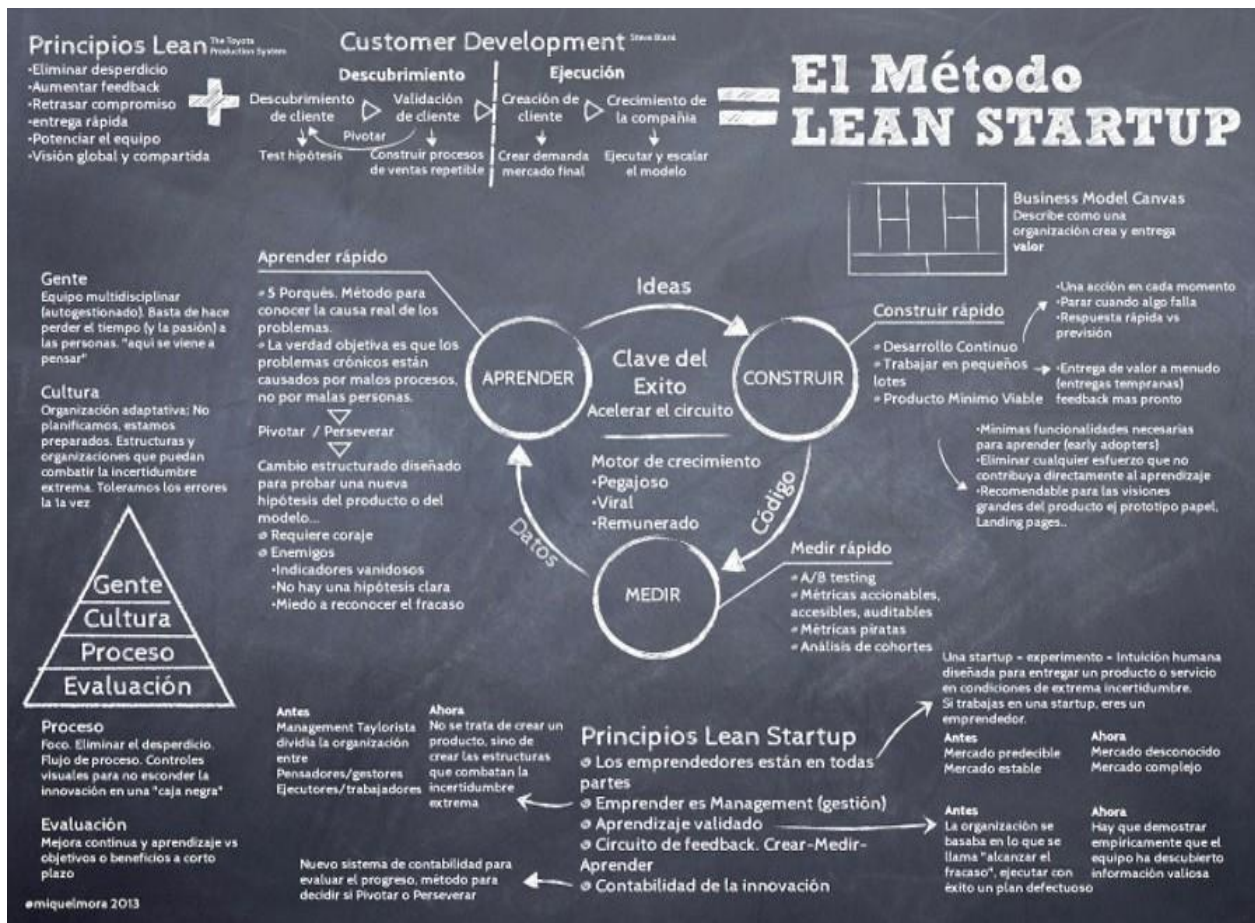 Principios Lean
The Toyota
Production System
•Eliminar desperdicio
•Aumentar feedback
•Retrasar compromiso
•entrega rápida
•Potenciar el equipo
•Visión global y compartida
Customer Development
Steve Blank
Descubrimiento
Ejecución
Descubrimiento
de cliente
Validación
de cliente
Creación de
cliente
Crecimiento de
la compañia
Pivotar
Test hipótesis
Construir procesos
de ventas repetible
Crear demanda
mercado final
Ejecutar y escalar
el modelo
El Método
LEAN STARTUP
Business Model Canvas
Describe como una
organización crea y entrega
valor
Gente
Equipo multidisciplinar
(autogestionado). Basta de hace
perder el tiempo (y la pasión) a
las personas. "aqui se viene a
pensar"
Cultura
Organización adaptativa: No
planificamos, estamos
preparados. Estructuras y
organizaciones que puedan
combatir la incertidumbre
extrema. Toleramos los errores
la 1a vez
Gente
Cultura
Proceso
Evaluación
Proceso
Foco. Eliminar el desperdicio.
Flujo de proceso. Controles
visuales para no esconder la
innovación en una "caja negra"
Evaluación
Mejora continua y aprendizaje vs
objetivos o beneficios a corto
plazo
@miquelmora 2013
Aprender rápido
5 Porqués. Método para
conocer la causa real de los
problemas.
La verdad objetiva es que los
problemas crónicos están
causados por malos procesos,
no por malas personas.
Pivotar / Perseverar
Cambio estructurado diseñado
para probar una nueva
hipótesis del producto o del
modelo...
Requiere coraje
Enemigos
•Indicadores vanidosos
•No hay una hipótesis clara
•Miedo a reconocer el fracaso
Ideas
APRENDER
CONSTRUIR
MEDIR
Clave del
Exito
Acelerar el circuito
Motor de crecimiento
•Pegajoso
•Viral
•Remunerado
Código
Datos
Construir rápido
Desarrollo Continuo
Trabajar en pequeños
lotes
Producto Minimo Viable
•Una acción en cada momento
•Parar cuando algo falla
•Respuesta rápida vs
previsión
•Entrega de valor a menudo
(entregas tempranas)
feedback mas pronto
•Minimas funcionalidades necesarias
para aprender (early adopters)
•Eliminar cualquier esfuerzo que no
contribuya directamente al aprendizaje
•Recomendable para las visiones
grandes del producto ej prototipo papel,
Landing pages..
Medir rápido
A/B testing
Métricas accionables,
accesibles, auditables
Métricas piratas
Análisis de cohortes
Principios Lean Startup
Los emprendedores están en todas
partes
Emprender es Management (gestión)
Aprendizaje validado
Circuito de feedback. Crear-Medir-
Aprender
Contabilidad de la innovación
Una startup = experimento = Intuición humana
diseñada para entregar un producto o servicio
en condiciones de extrema incertidumbre.
Si trabajas en una startup, eres un
emprendedor.
Antes
Mercado predecible
Mercado estable
Ahora
Mercado desconocido
Mercado complejo
Antes
Management Taylorista
dividia la organización
entre
Pensadores/gestores
Ejecutores/trabajadores
Ahora
No se trata de crear un
producto, sino de
crear las estructuras
que combatan la
incertidumbre
extrema
Antes
La organización se
basaba en lo que se
llama "alcanzar el
fracaso", ejecutar con
éxito un plan defectuoso
Ahora
Hay que demostrar
empiricamente que el
equipo ha descubierto
información valiosa
Nuevo sistema de contabilidad para
evaluar el progreso, método para
decidir si Pivotar o Perseverar